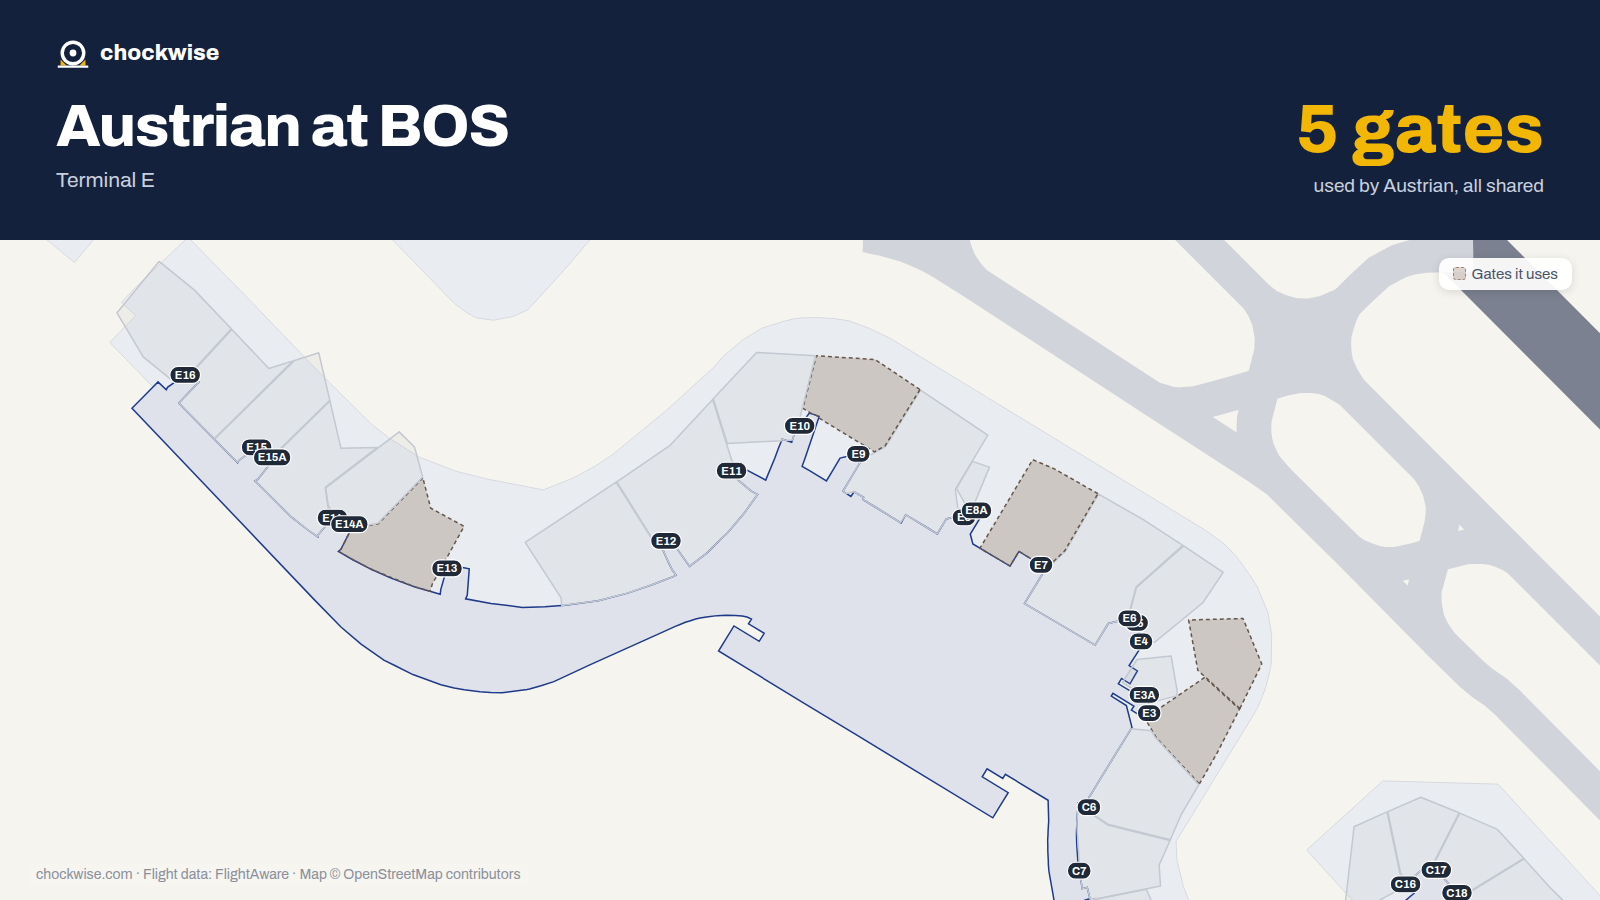 chockwise
Austrian at BOS
Terminal E
5 gates
used by Austrian, all shared
Gates it uses
E16
E15
E15A
E14A
E13
E12
E11
E10
E9
E8A
E7
E6
E4
E3A
E3
C6
C7
C17
C16
C18
chockwise.com · Flight data: FlightAware · Map © OpenStreetMap contributors